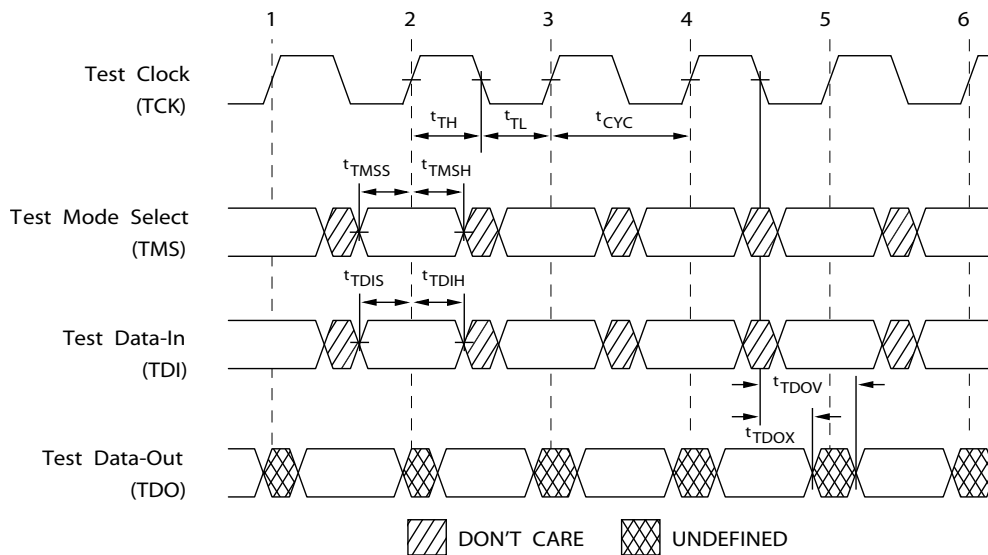 1 2 3 4 5 6
Test Clock
(TCK)
tTH tTL tCYC
tTMSS tTMSH
Test Mode Select
(TMS)
tTDIS tTDIH
Test Data-In
(TDI)
tTDOV
tTDOX
Test Data-Out
(TDO)
DON'T CARE UNDEFINED